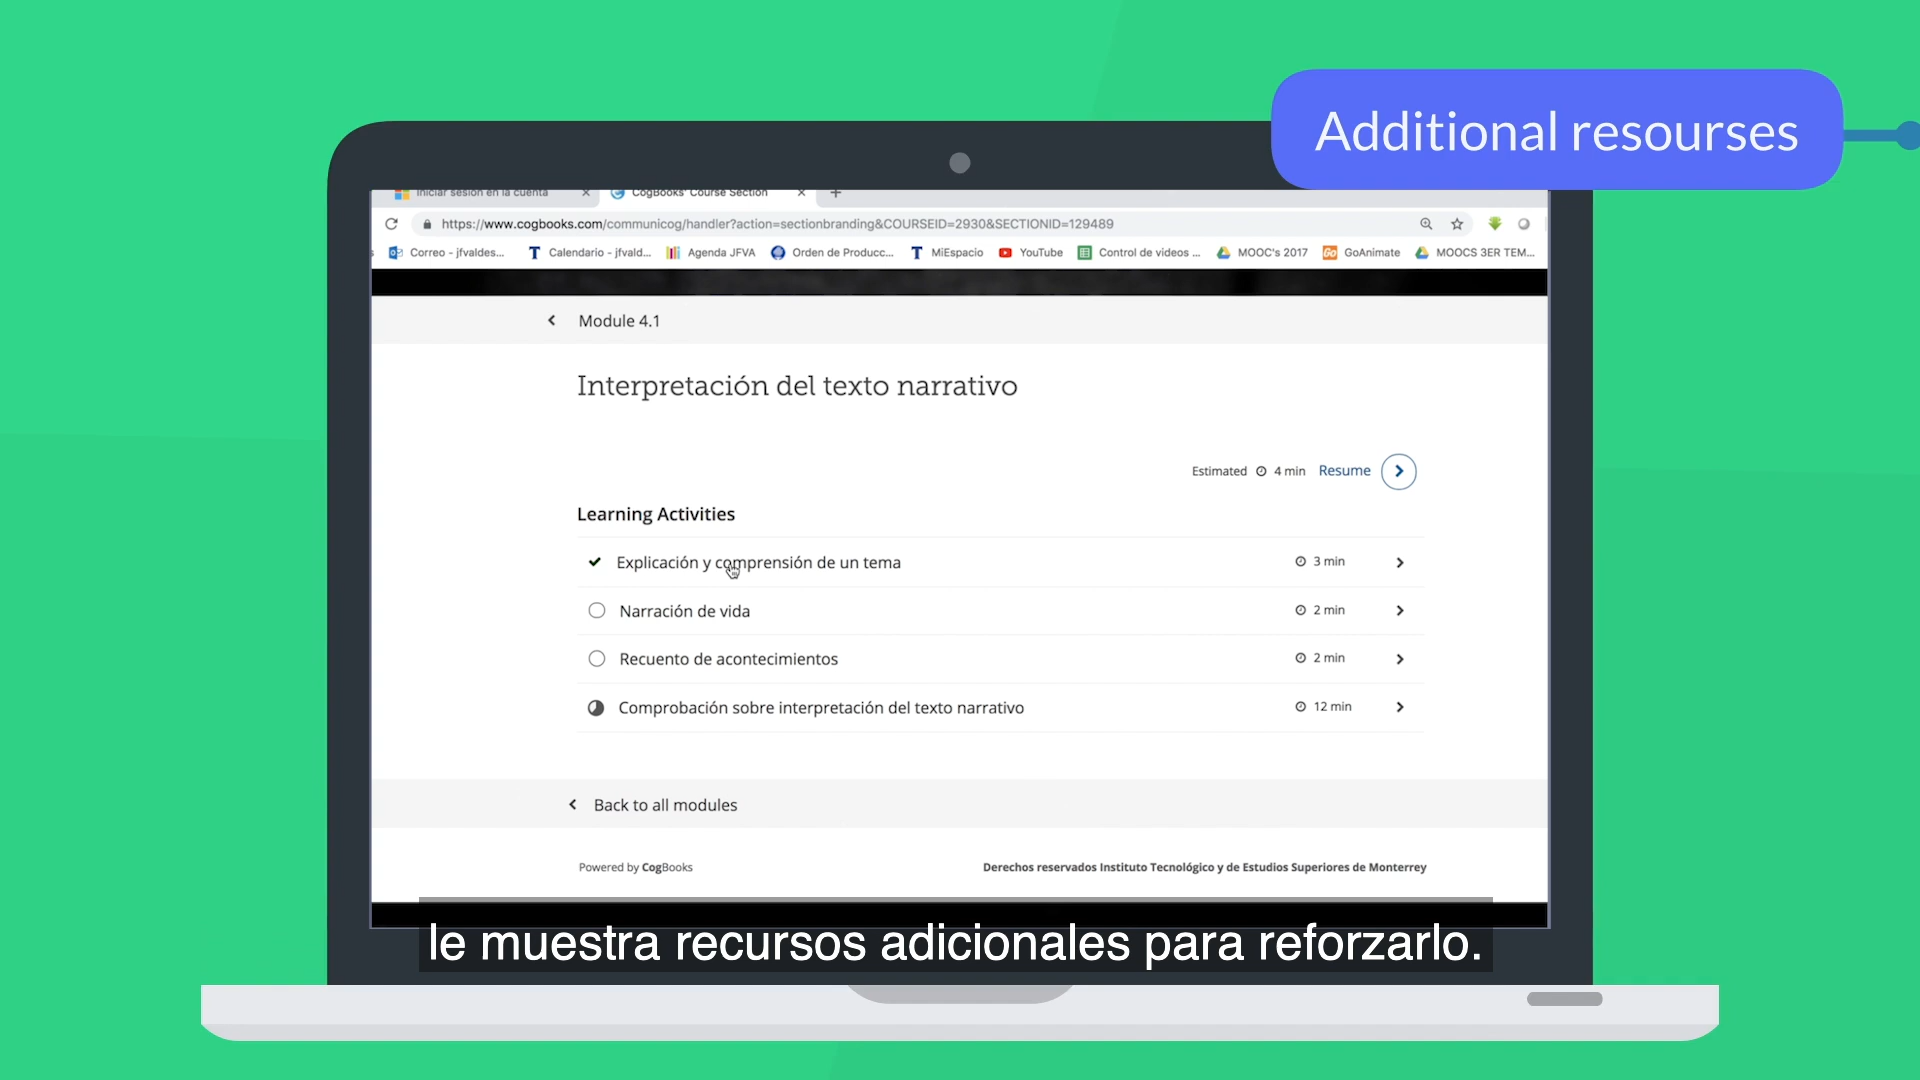 Additional resourses
Iniciar sesión en la cuenta
CogBooks' Course Section
https://www.cogbooks.com/communicog/handler?action=sectionbranding&COURSEID=2930&SECTIONID=129489
Correo - jfvaldes... Calendario - jfvald... Agenda JFVA Orden de Producc... MiEspacio YouTube Control de videos ... MOOC's 2017 GoAnimate MOOCS 3ER TEM...
Module 4.1
Interpretación del texto narrativo
Estimated 4 min Resume
Learning Activities
Explicación y comprensión de un tema 3 min
Narración de vida 2 min
Recuento de acontecimientos 2 min
Comprobación sobre interpretación del texto narrativo 12 min
Back to all modules
Powered by CogBooks Derechos reservados Instituto Tecnológico y de Estudios Superiores de Monterrey
le muestra recursos adicionales para reforzarlo.